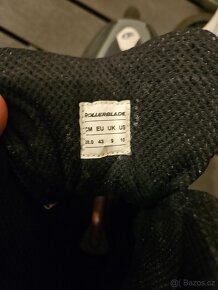 ROLLERBLADE
CM EU UK US
28.0 43 9 10
Bazos.cz